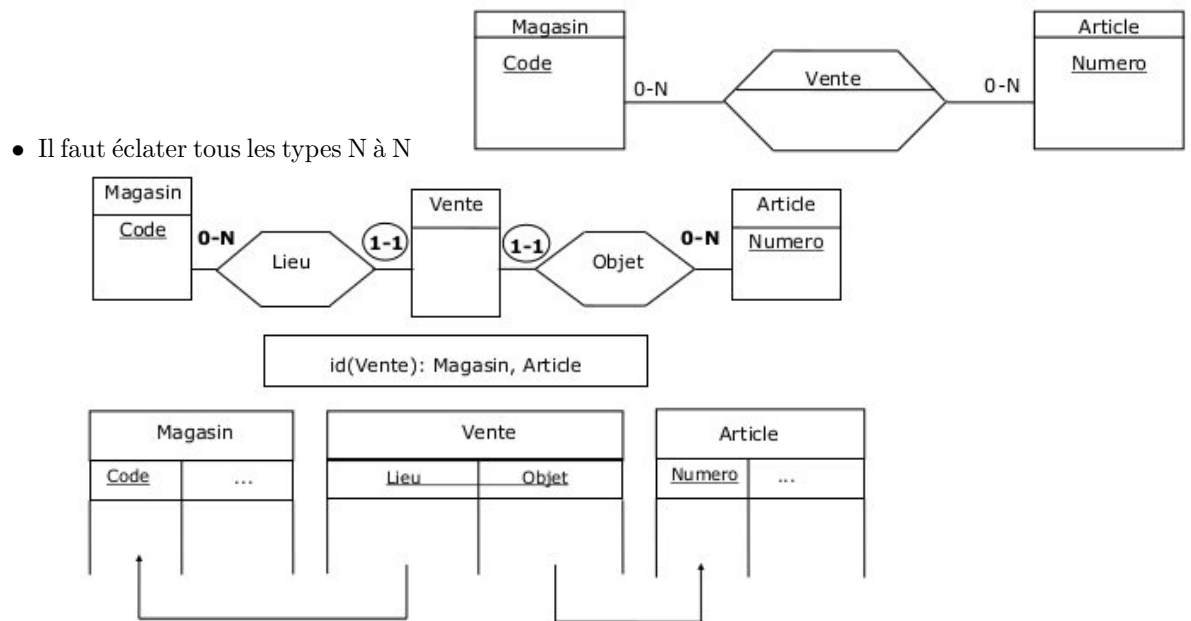 Magasin
Article
Code
Numero
Vente
0-N
0-N
• Il faut éclater tous les types N à N
Magasin
Vente
Article
Code
Numero
0-N
1-1
1-1
0-N
Lieu
Objet
id(Vente): Magasin, Article
Magasin
Vente
Article
Code
...
Lieu
Objet
Numero
...